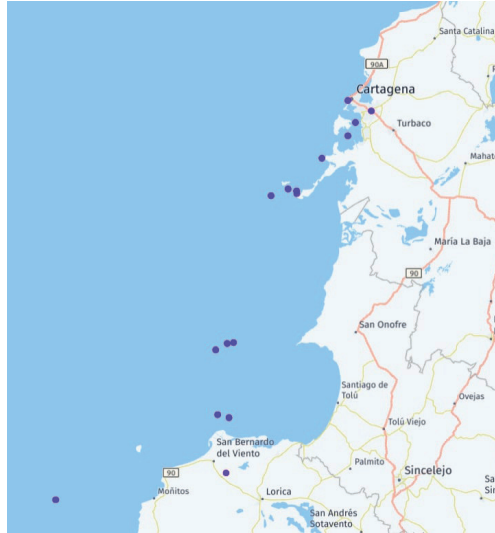 Santa Catalina
90A
Cartagena
Turbaco
María La Baja
90
San Onofre
Santiago de
Tolú
Ovejas
Tolú Viejo
San Bernardo
del Viento
90
Palmito
Sincelejo
Moñitos
Lorica
San Andrés
Sotavento